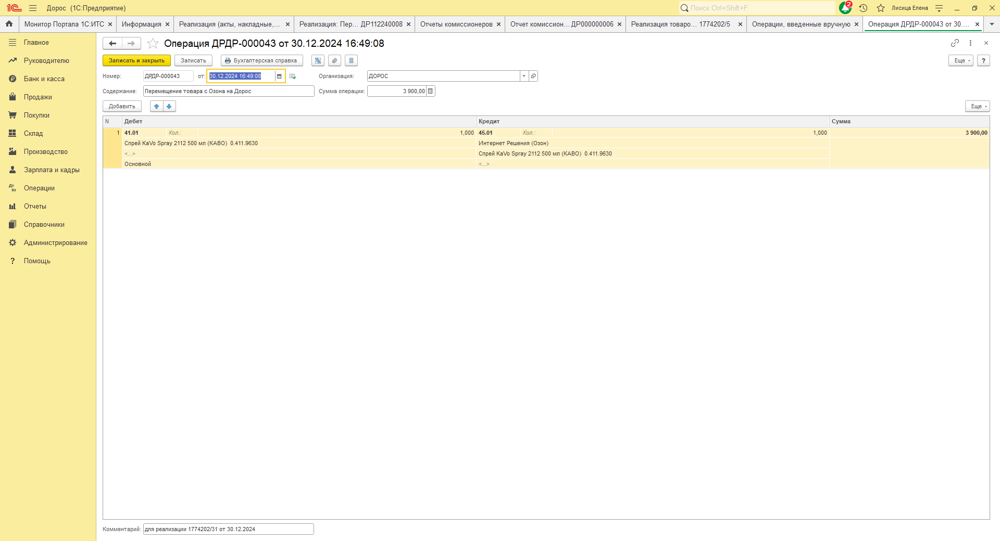 Дорос (1С:Предприятие)
Поиск Ctrl+Shift+F
2
Лисица Елена
Монитор Портала 1С:ИТС
Информация
Реализация (акты, накладные,...
Реализация: Пер... ДР112240008
Отчеты комиссионеров
Отчет комиссион... ДР000000006
Реализация товаро... 1774202/5
Операции, введенные вручную
Операция ДРДР-000043 от 30....
Главное
Руководителю
Банк и касса
Продажи
Покупки
Склад
Производство
Зарплата и кадры
Дт Кт Операции
Отчеты
Справочники
Администрирование
? Помощь
Операция ДРДР-000043 от 30.12.2024 16:49:08
Записать и закрыть
Записать
Бухгалтерская справка
Еще
?
Номер: ДРДР-000043 от: 30.12.2024 16:49:08 Организация: ДОРОС
Содержание: Перемещение товара с Озона на Дорос Сумма операции: 3 900,00
Добавить
Еще
N Дебет Кредит Сумма
1 41.01 Кол.: 1,000 45.01 Кол.: 1,000 3 900,00
Спрей KaVo Spray 2112 500 мл (КАВО) 0.411.9630 Интернет Решения (Озон)
<...> Спрей KaVo Spray 2112 500 мл (КАВО) 0.411.9630
Основной <...>
Комментарий: для реализации 1774202/31 от 30.12.2024